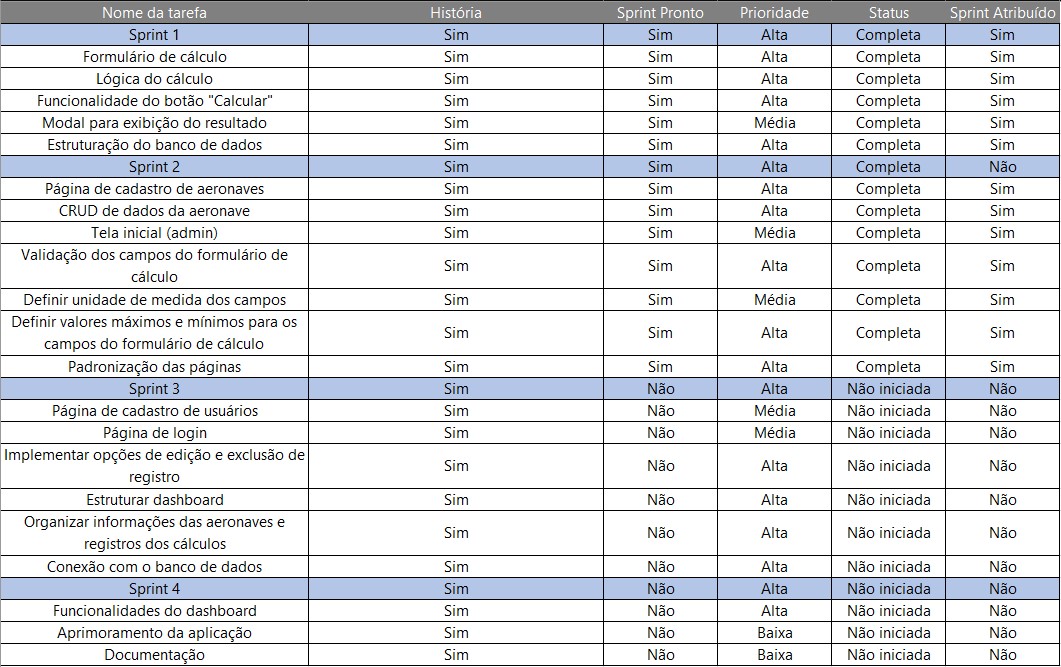 Nome da tarefa História Sprint Pronto Prioridade Status Sprint Atribuído
Sprint 1 Sim Sim Alta Completa Sim
Formulário de cálculo Sim Sim Alta Completa Sim
Lógica do cálculo Sim Sim Alta Completa Sim
Funcionalidade do botão "Calcular" Sim Sim Alta Completa Sim
Modal para exibição do resultado Sim Sim Média Completa Sim
Estruturação do banco de dados Sim Sim Alta Completa Sim
Sprint 2 Sim Sim Alta Completa Não
Página de cadastro de aeronaves Sim Sim Alta Completa Sim
CRUD de dados da aeronave Sim Sim Alta Completa Sim
Tela inicial (admin) Sim Sim Média Completa Sim
Validação dos campos do formulário de
cálculo Sim Sim Alta Completa Sim
Definir unidade de medida dos campos Sim Sim Média Completa Sim
Definir valores máximos e mínimos para os
campos do formulário de cálculo Sim Sim Alta Completa Sim
Padronização das páginas Sim Sim Alta Completa Sim
Sprint 3 Sim Não Alta Não iniciada Não
Página de cadastro de usuários Sim Não Média Não iniciada Não
Página de login Sim Não Média Não iniciada Não
Implementar opções de edição e exclusão de
registro Sim Não Alta Não iniciada Não
Estruturar dashboard Sim Não Alta Não iniciada Não
Organizar informações das aeronaves e
registros dos cálculos Sim Não Alta Não iniciada Não
Conexão com o banco de dados Sim Não Alta Não iniciada Não
Sprint 4 Sim Não Alta Não iniciada Não
Funcionalidades do dashboard Sim Não Alta Não iniciada Não
Aprimoramento da aplicação Sim Não Baixa Não iniciada Não
Documentação Sim Não Baixa Não iniciada Não